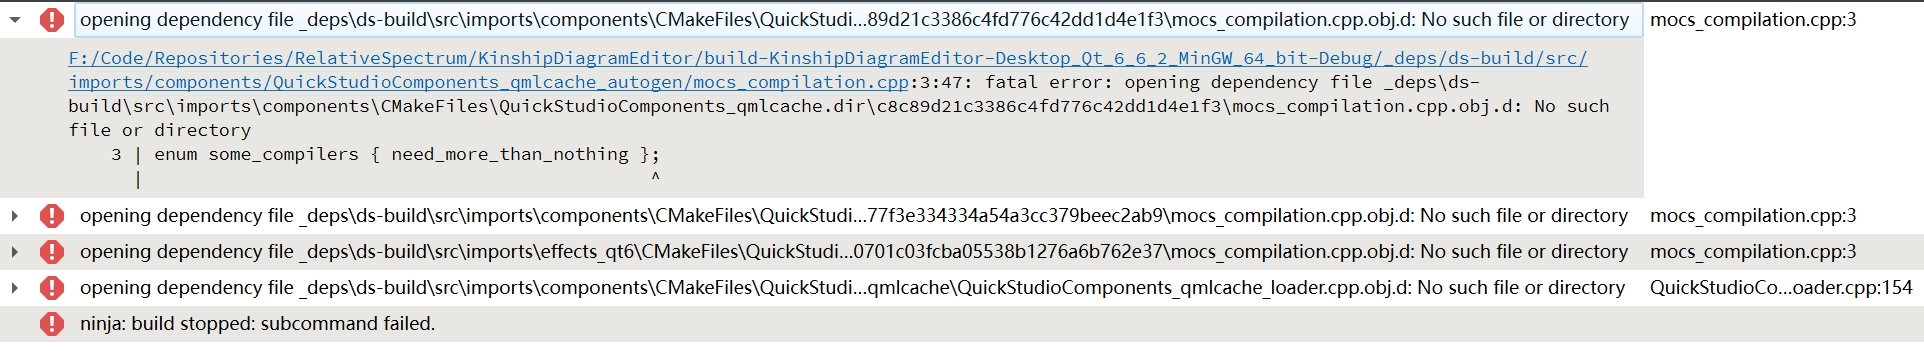 opening dependency file _deps\ds-build\src\imports\components\CMakeFiles\QuickStudi...89d21c3386c4fd776c42dd1d4e1f3\mocs_compilation.cpp.obj.d: No such file or directory mocs_compilation.cpp:3
F:/Code/Repositories/RelativeSpectrum/KinshipDiagramEditor/build-KinshipDiagramEditor-Desktop_Qt_6_6_2_MinGW_64_bit-Debug/_deps/ds-build/src/
imports/components/QuickStudioComponents_qmlcache_autogen/mocs_compilation.cpp:3:47: fatal error: opening dependency file _deps\ds-
build\src\imports\components\CMakeFiles\QuickStudioComponents_qmlcache.dir\c8c89d21c3386c4fd776c42dd1d4e1f3\mocs_compilation.cpp.obj.d: No such
file or directory
3 | enum some_compilers { need_more_than_nothing };
| ^
opening dependency file _deps\ds-build\src\imports\components\CMakeFiles\QuickStudi...77f3e334334a54a3cc379beec2ab9\mocs_compilation.cpp.obj.d: No such file or directory mocs_compilation.cpp:3
opening dependency file _deps\ds-build\src\imports\effects_qt6\CMakeFiles\QuickStudi...0701c03fcba05538b1276a6b762e37\mocs_compilation.cpp.obj.d: No such file or directory mocs_compilation.cpp:3
opening dependency file _deps\ds-build\src\imports\components\CMakeFiles\QuickStudi...qmlcache\QuickStudioComponents_qmlcache_loader.cpp.obj.d: No such file or directory QuickStudioCo...oader.cpp:154
ninja: build stopped: subcommand failed.